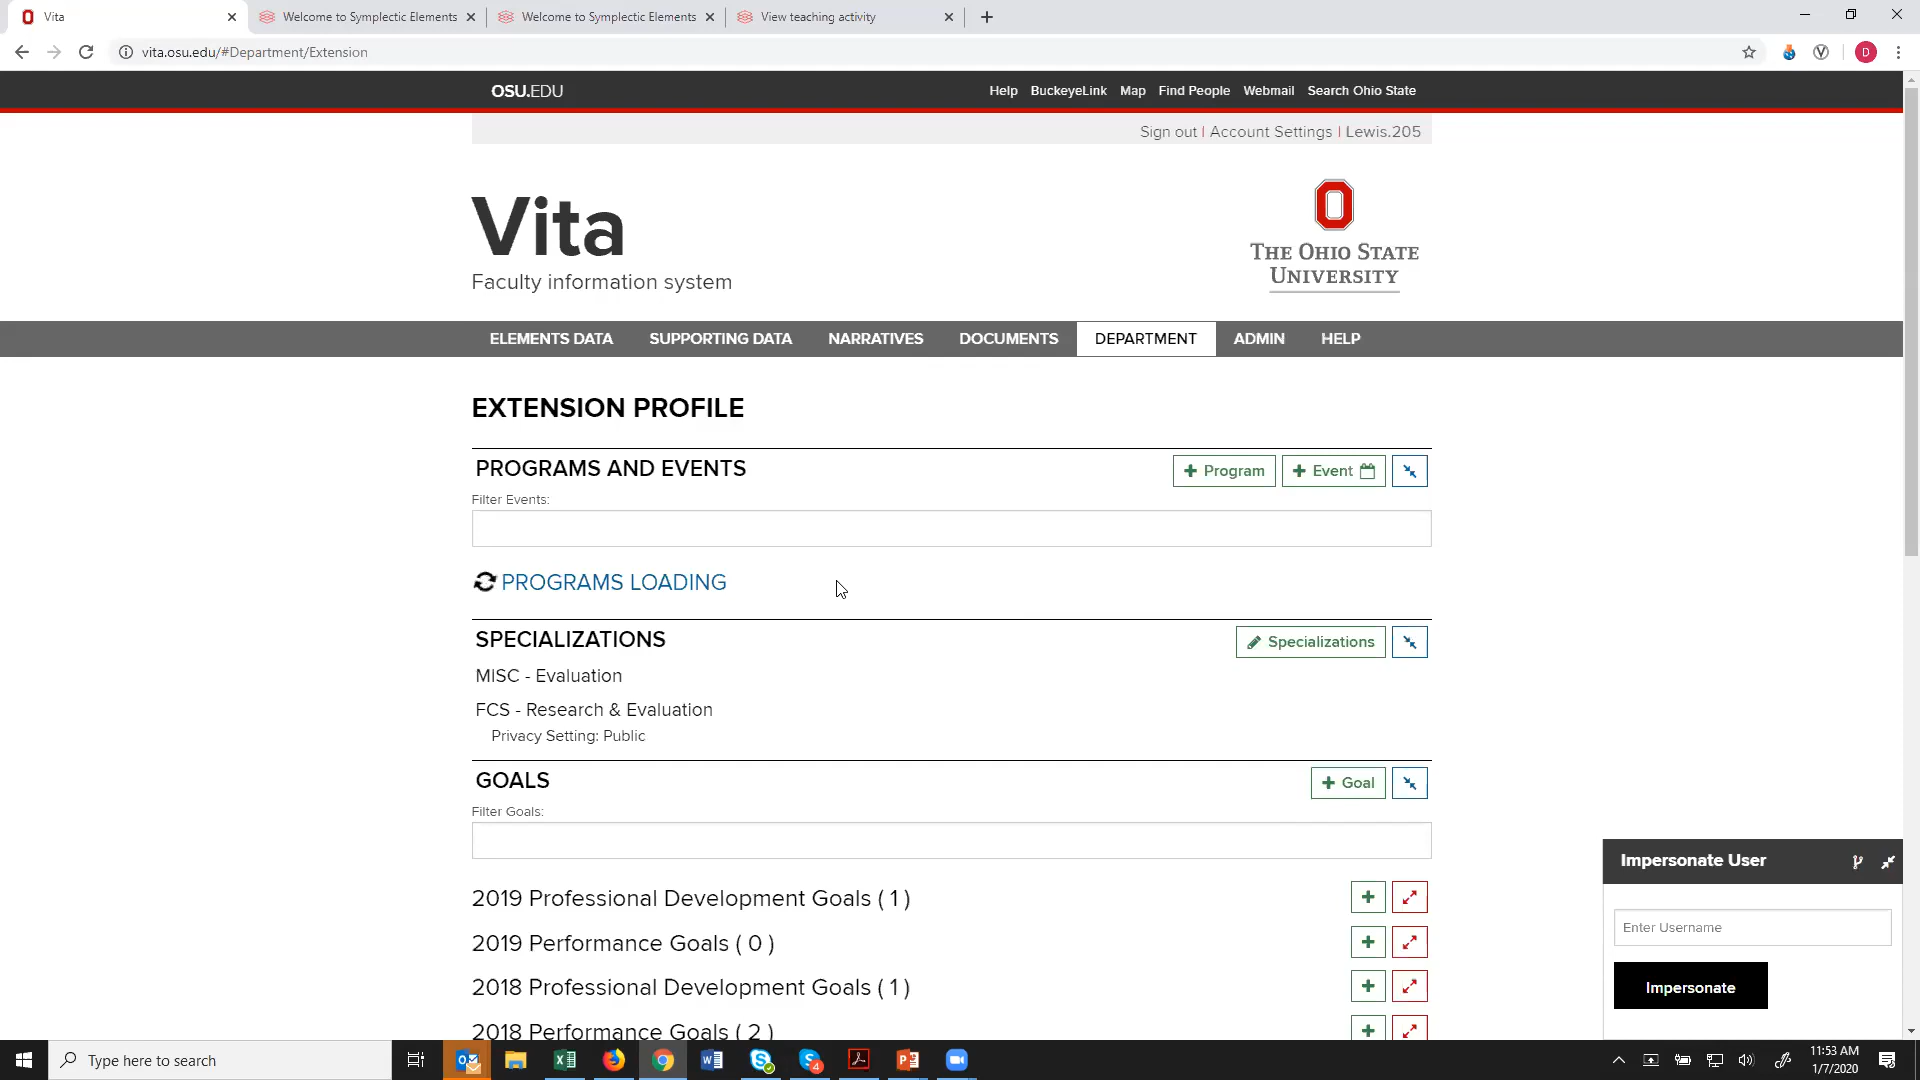 Vita
Welcome to Symplectic Elements
Welcome to Symplectic Elements
View teaching activity
vita.osu.edu/#Department/Extension
D
OSU.EDU
Help BuckeyeLink Map Find People Webmail Search Ohio State
Sign out | Account Settings | Lewis.205
Vita
Faculty information system
THE OHIO STATE
UNIVERSITY
ELEMENTS DATA SUPPORTING DATA NARRATIVES DOCUMENTS DEPARTMENT ADMIN HELP
EXTENSION PROFILE
PROGRAMS AND EVENTS
+ Program + Event
Filter Events:
PROGRAMS LOADING
SPECIALIZATIONS
Specializations
MISC - Evaluation
FCS - Research & Evaluation
Privacy Setting: Public
GOALS
+ Goal
Filter Goals:
2019 Professional Development Goals ( 1 )
2019 Performance Goals ( 0 )
2018 Professional Development Goals ( 1 )
2018 Performance Goals ( 2 )
Impersonate User
Enter Username
Impersonate
Type here to search
4
11:53 AM
1/7/2020